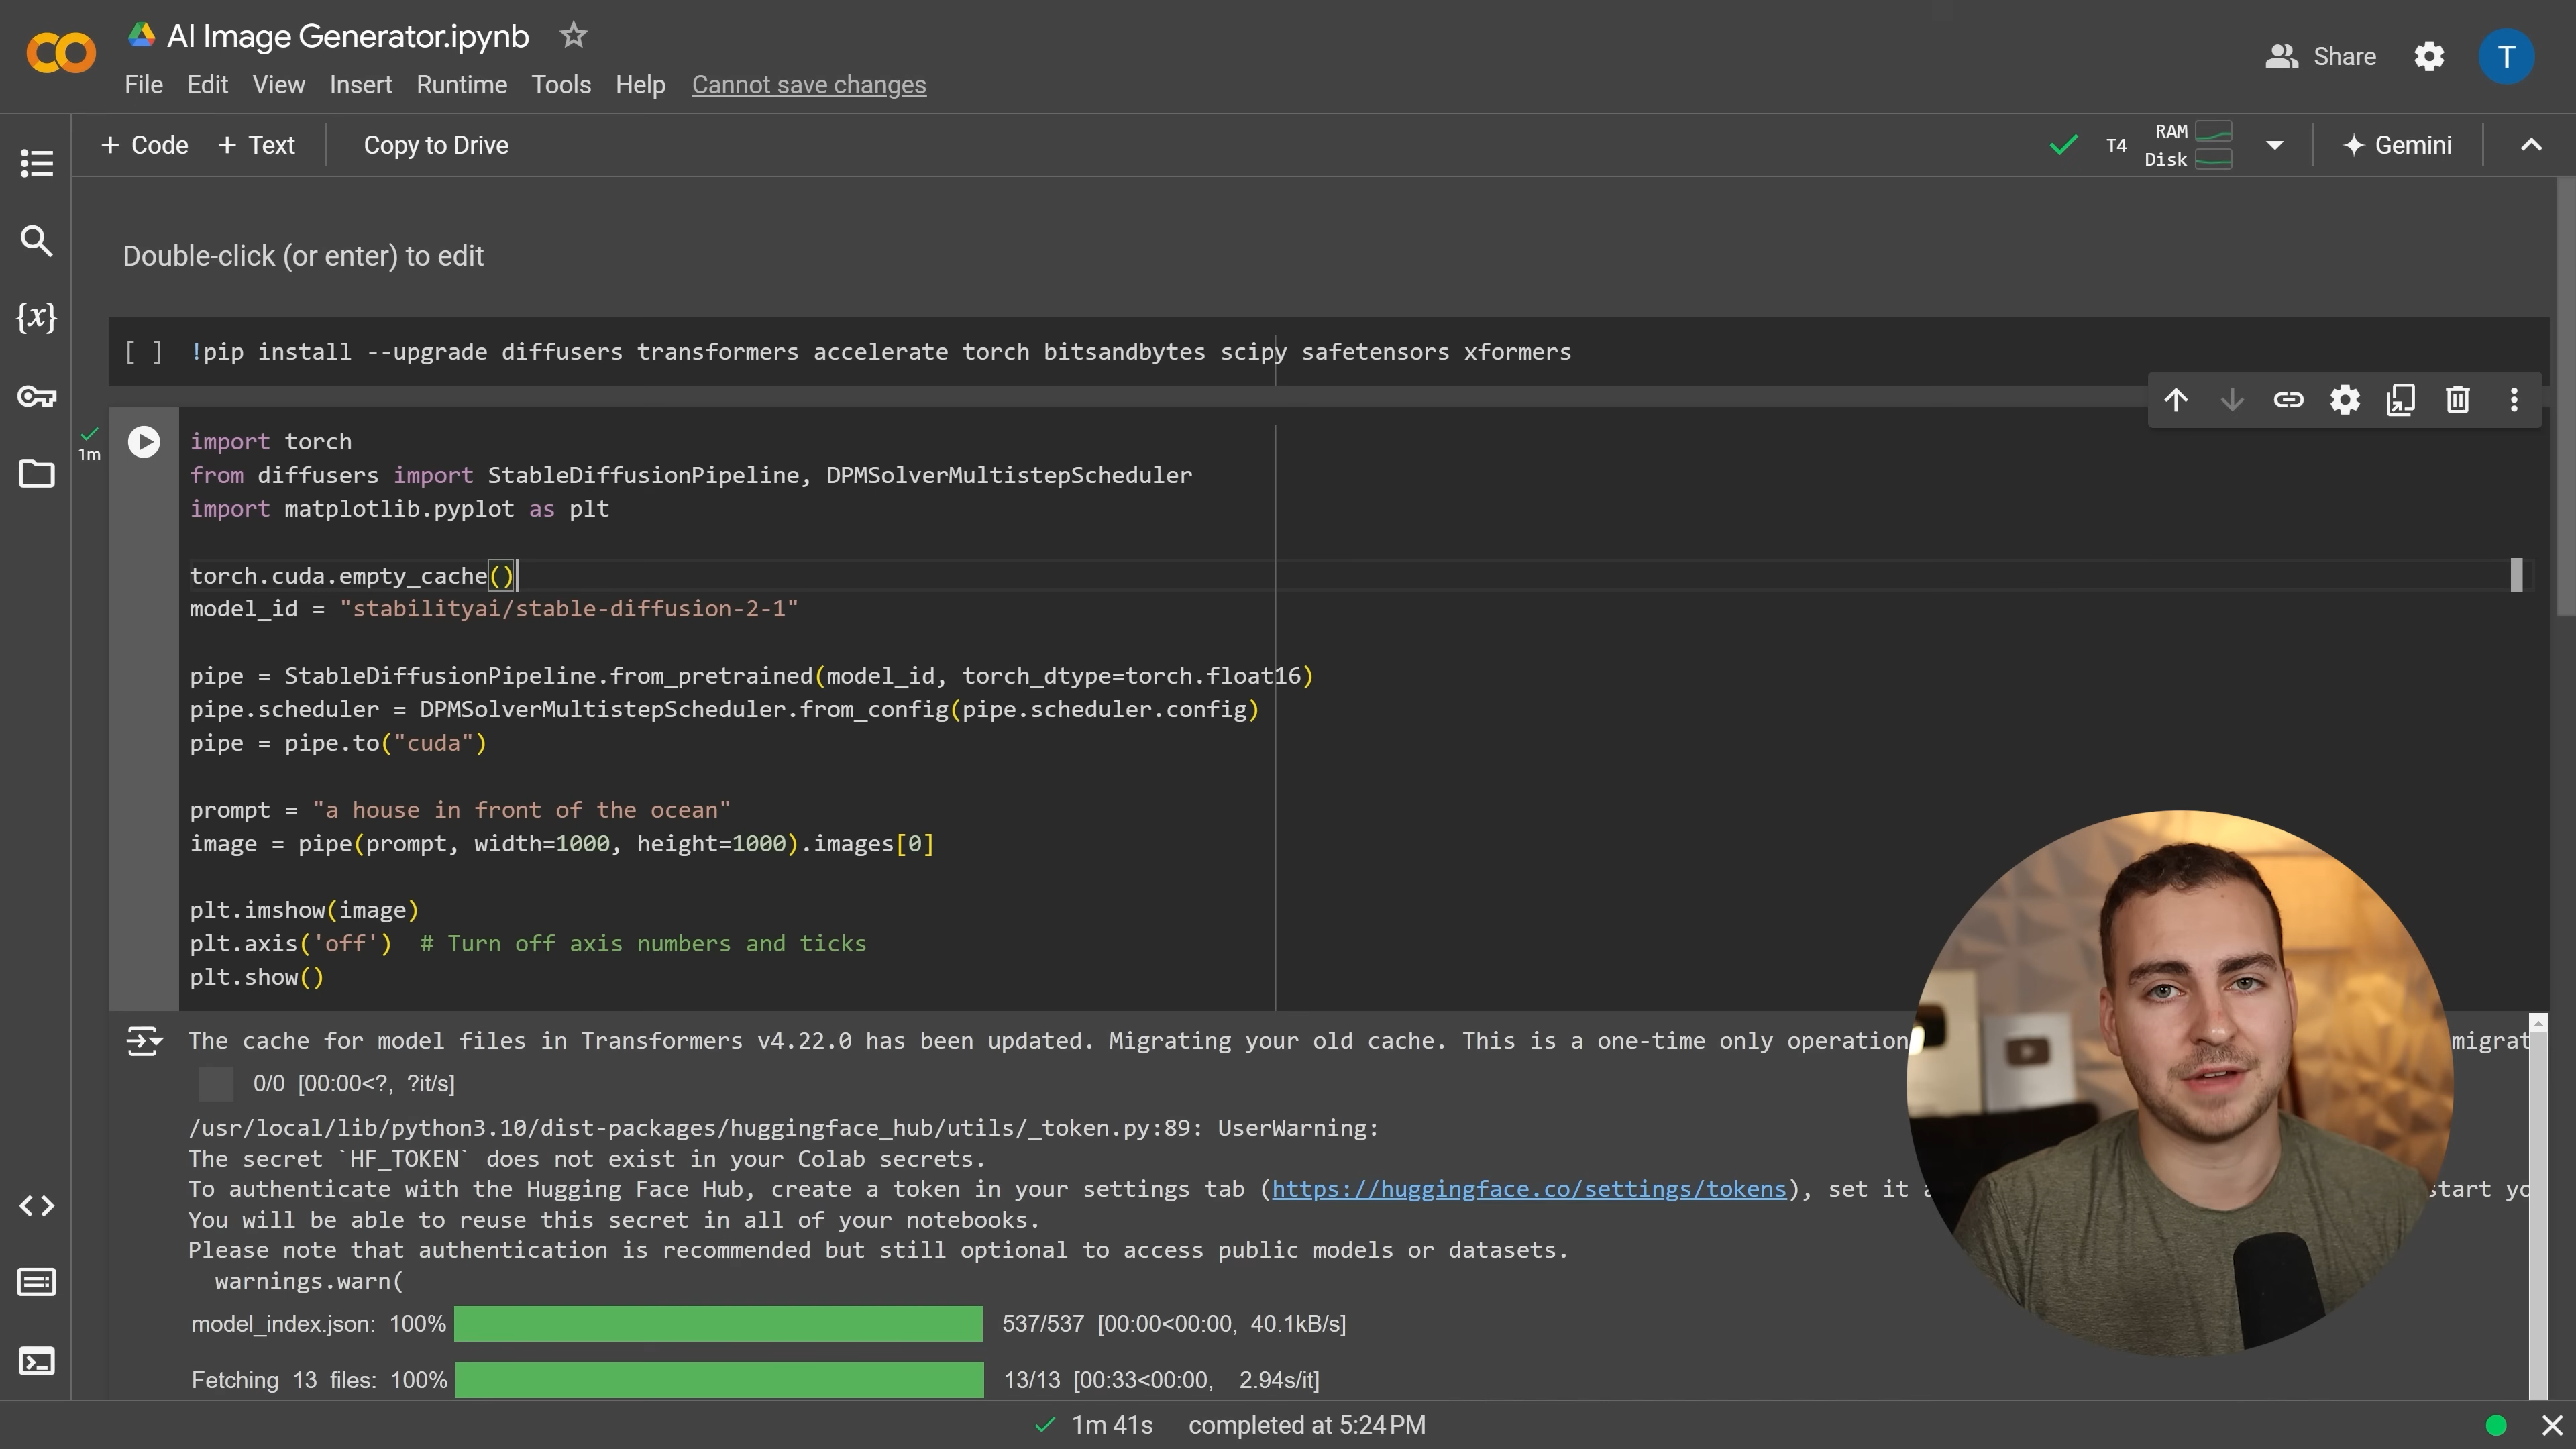 AI Image Generator.ipynb
File Edit View Insert Runtime Tools Help Cannot save changes
Share
T
+ Code + Text Copy to Drive
T4 RAM Disk
Gemini
Double-click (or enter) to edit
[ ] !pip install --upgrade diffusers transformers accelerate torch bitsandbytes scipy safetensors xformers
{x}
1m
import torch
from diffusers import StableDiffusionPipeline, DPMSolverMultistepScheduler
import matplotlib.pyplot as plt
torch.cuda.empty_cache()
model_id = "stabilityai/stable-diffusion-2-1"
pipe = StableDiffusionPipeline.from_pretrained(model_id, torch_dtype=torch.float16)
pipe.scheduler = DPMSolverMultistepScheduler.from_config(pipe.scheduler.config)
pipe = pipe.to("cuda")
prompt = "a house in front of the ocean"
image = pipe(prompt, width=1000, height=1000).images[0]
plt.imshow(image)
plt.axis('off')  # Turn off axis numbers and ticks
plt.show()
The cache for model files in Transformers v4.22.0 has been updated. Migrating your old cache. This is a one-time only operation migrat
0/0 [00:00<?, ?it/s]
/usr/local/lib/python3.10/dist-packages/huggingface_hub/utils/_token.py:89: UserWarning:
The secret `HF_TOKEN` does not exist in your Colab secrets.
To authenticate with the Hugging Face Hub, create a token in your settings tab (https://huggingface.co/settings/tokens), set it start yo
You will be able to reuse this secret in all of your notebooks.
Please note that authentication is recommended but still optional to access public models or datasets.
warnings.warn(
model_index.json: 100% 537/537 [00:00<00:00, 40.1kB/s]
Fetching 13 files: 100% 13/13 [00:33<00:00, 2.94s/it]
1m 41s completed at 5:24 PM